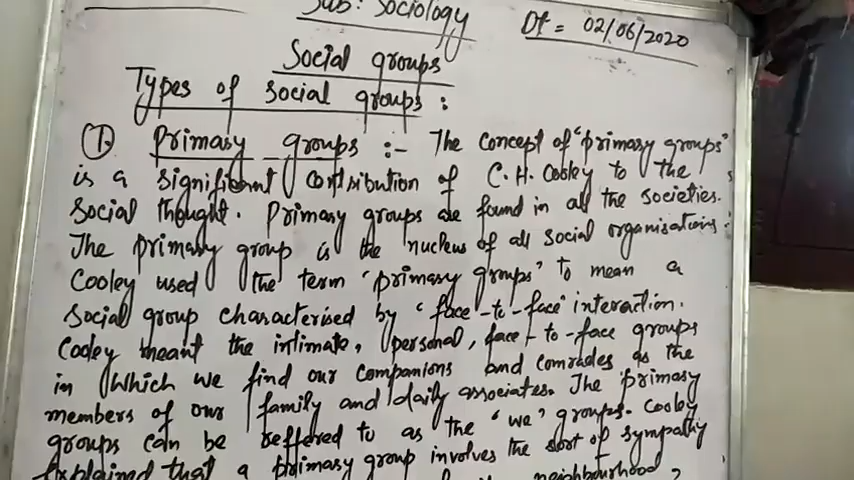 Sub: Sociology
Dt = 02/06/2020
Social groups
Types of social groups :
1. Primary groups :- The concept of "primary groups"
is a significant contribution of C.H. Cooley to the
social thought. Primary groups are found in all the societies.
The primary group is the nucleus of all social organisations.
Cooley used the term 'primary groups' to mean a
social group characterised by 'face-to-face' interaction.
Cooley meant the intimate, personal, face-to-face groups
in which we find our companions and comrades as the
members of our family and daily associates. The primary
groups can be reffered to as the 'we' groups. Cooley
explained that a primary group involves the sort of sympathy
neighbourhood,